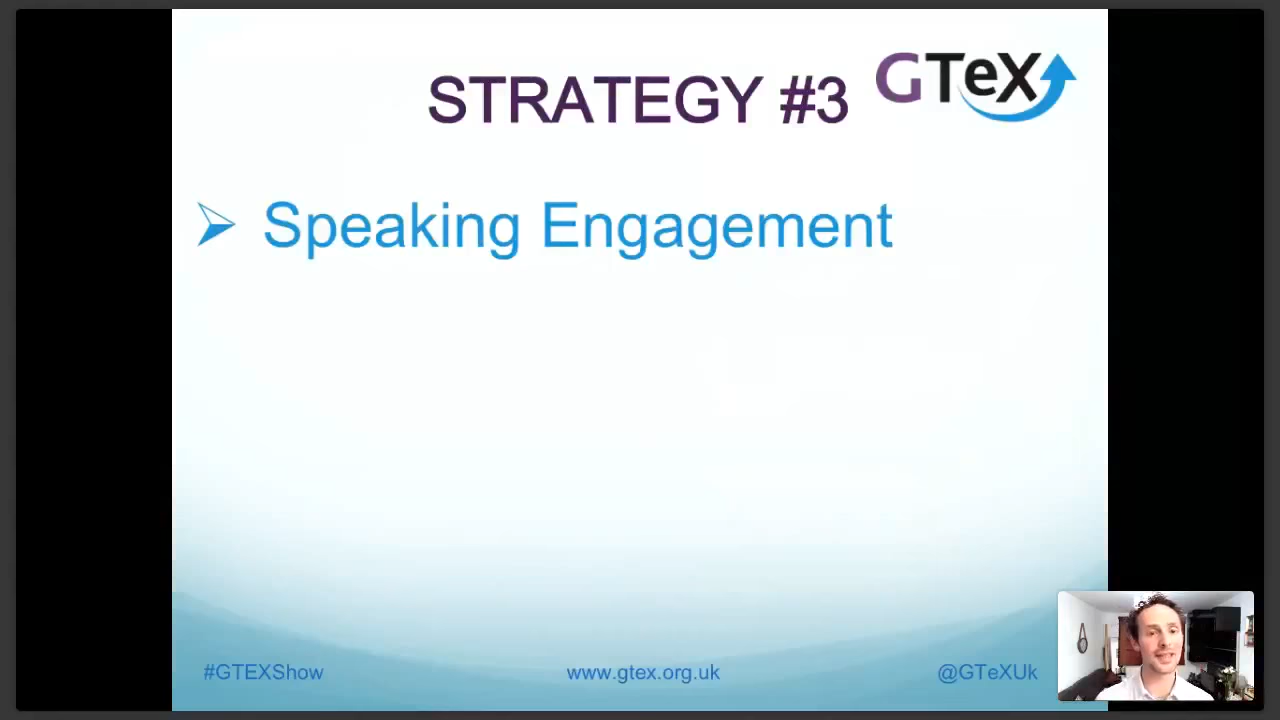 STRATEGY #3
GTeX
Speaking Engagement
#GTEXShow
www.gtex.org.uk
@GTeXUk